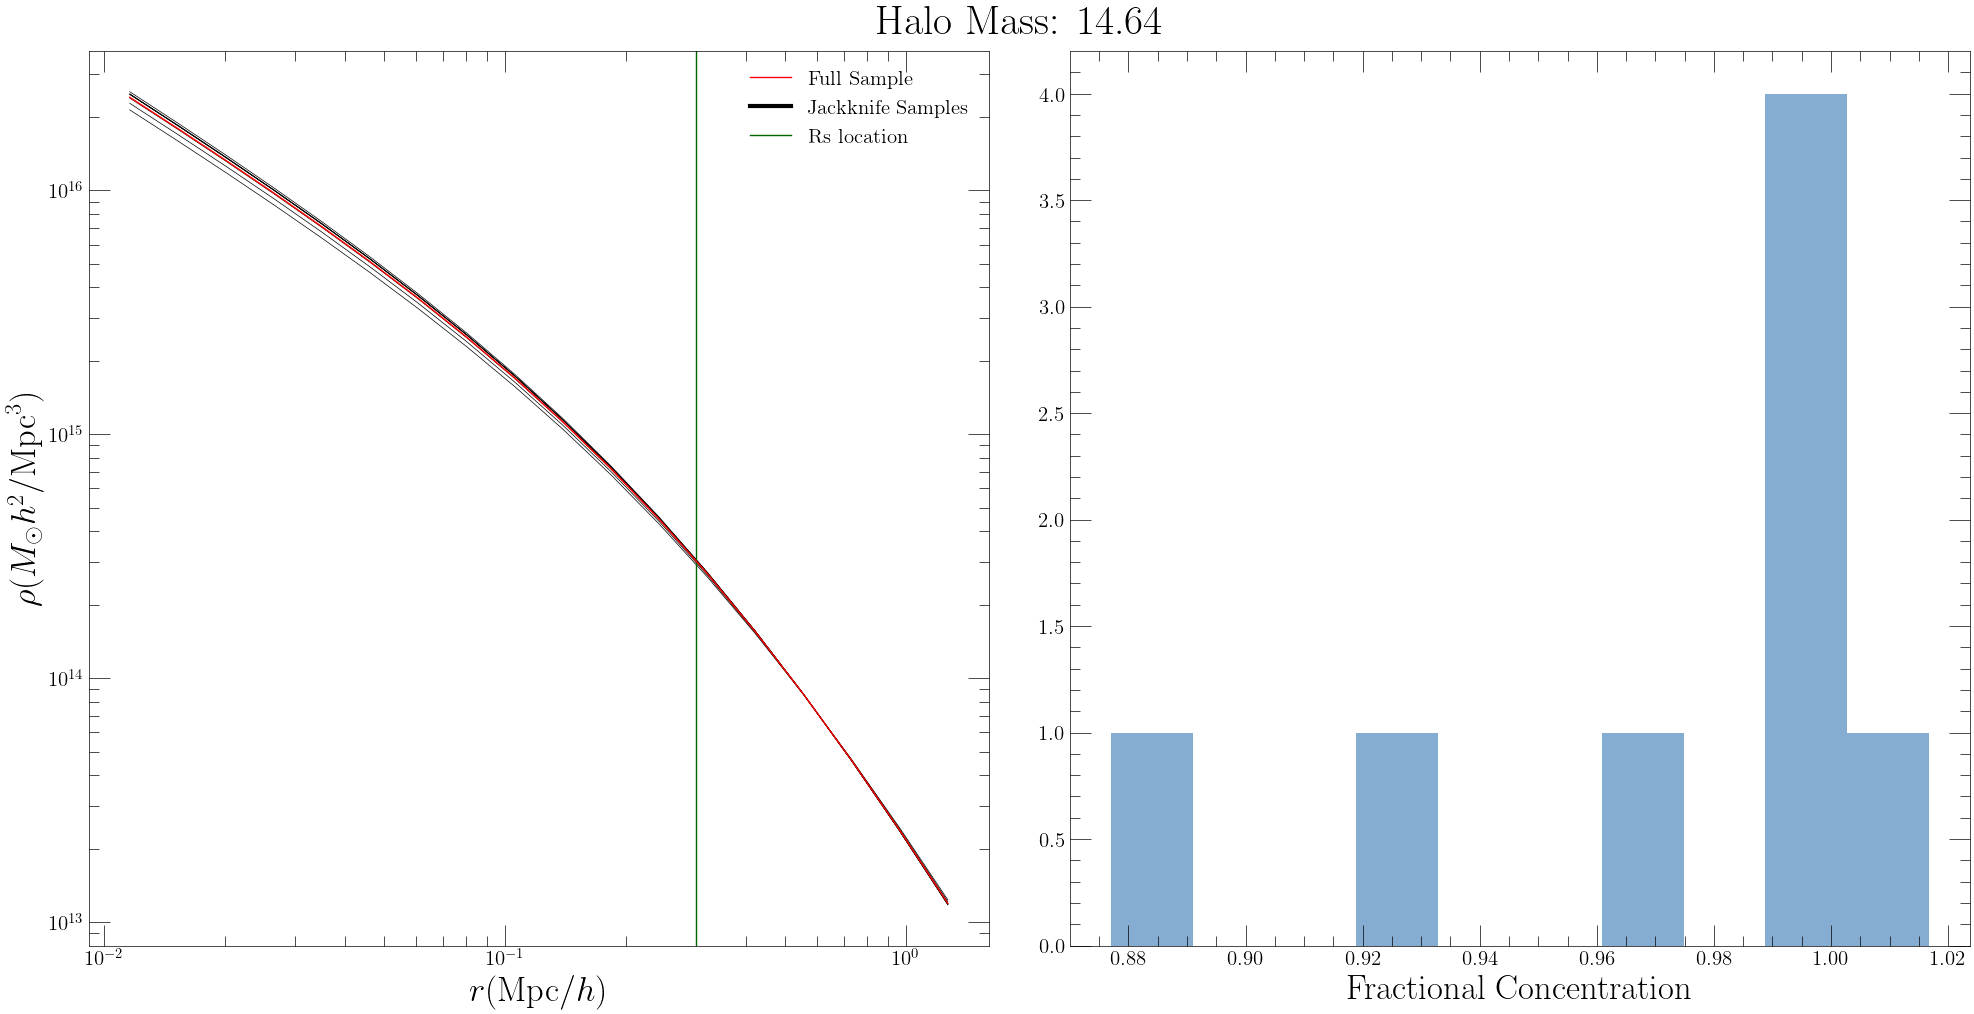 Halo Mass: 14.64
Full Sample
Jackknife Samples
Rs location
10^16
10^15
10^14
10^13
ρ(M⊙h²/Mpc³)
10^−2
10^−1
10^0
r(Mpc/h)
4.0
3.5
3.0
2.5
2.0
1.5
1.0
0.5
0.0
0.88 0.90 0.92 0.94 0.96 0.98 1.00 1.02
Fractional Concentration